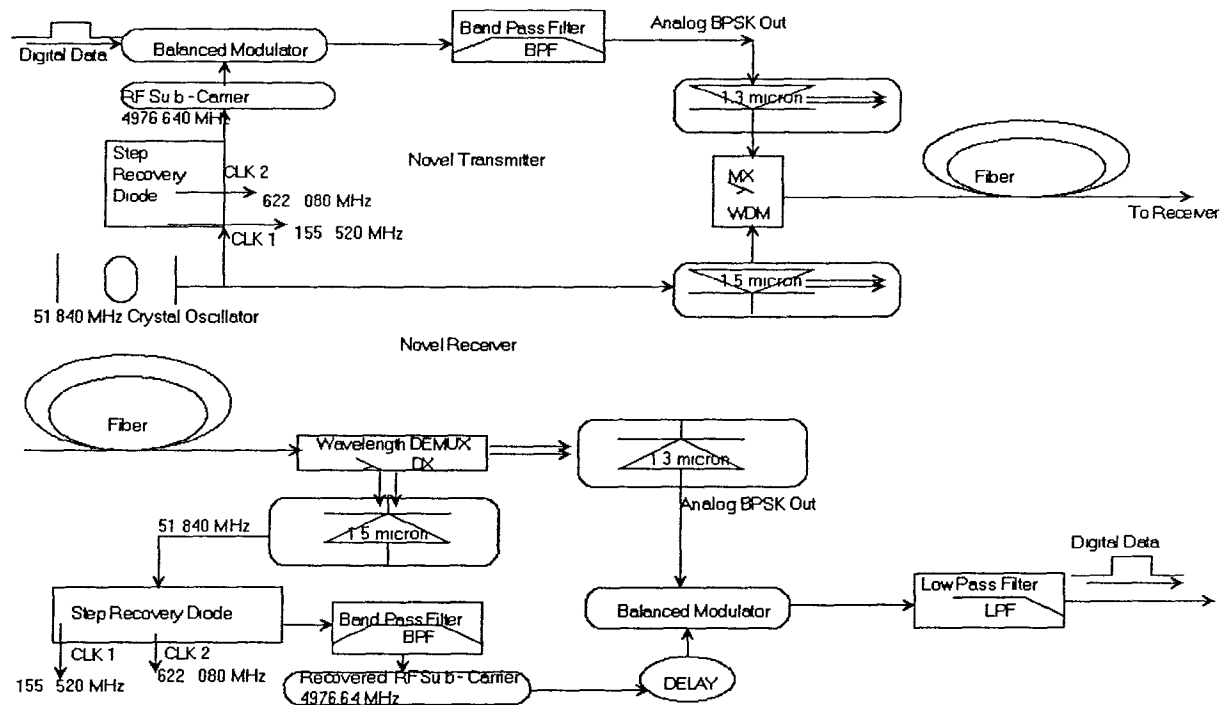 Digital Data
Balanced Modulator
Band Pass Filter
BPF
Analog BPSK Out
RF Sub-Carrier
4976 640 MHz
1.3 micron
Step
Recovery
Diode
CLK 2
622 080 MHz
CLK 1
155 520 MHz
Novel Transmitter
MX
WDM
Fiber
To Receiver
1.5 micron
51 840 MHz Crystal Oscillator
Novel Receiver
Fiber
Wavelength DEMUX
DX
1 3 micron
Analog BPSK Out
51 840 MHz
1 5 micron
Digital Data
Step Recovery Diode
Band Pass Filter
BPF
Balanced Modulator
Low Pass Filter
LPF
CLK 1
CLK 2
155 520 MHz
622 080 MHz
Recovered RF Sub-Carrier
4976.64 MHz
DELAY